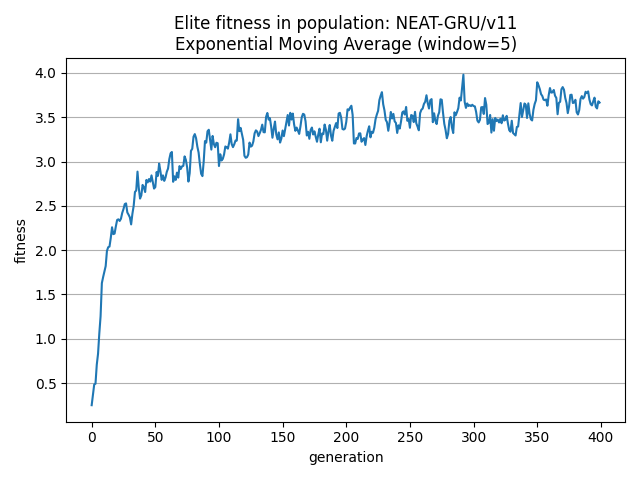 Elite fitness in population: NEAT-GRU/v11
Exponential Moving Average (window=5)
fitness
4.0
3.5
3.0
2.5
2.0
1.5
1.0
0.5
0 50 100 150 200 250 300 350 400
generation